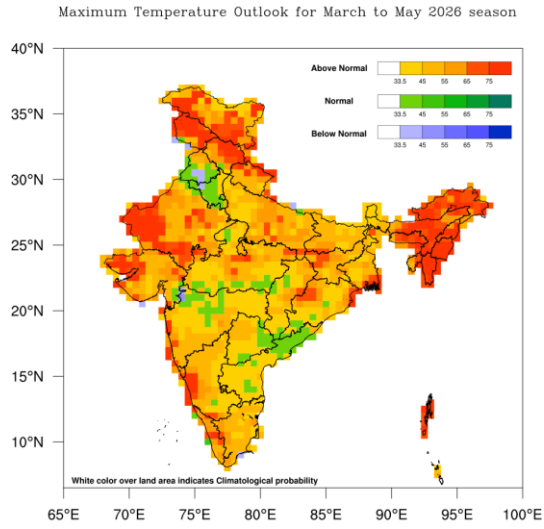 Maximum Temperature Outlook for March to May 2026 season
40°N
35°N
30°N
25°N
20°N
15°N
10°N
Above Normal
33.5 45 55 65 75
Normal
33.5 45 55 65 75
Below Normal
33.5 45 55 65 75
White color over land area indicates Climatological probability
65°E 70°E 75°E 80°E 85°E 90°E 95°E 100°E